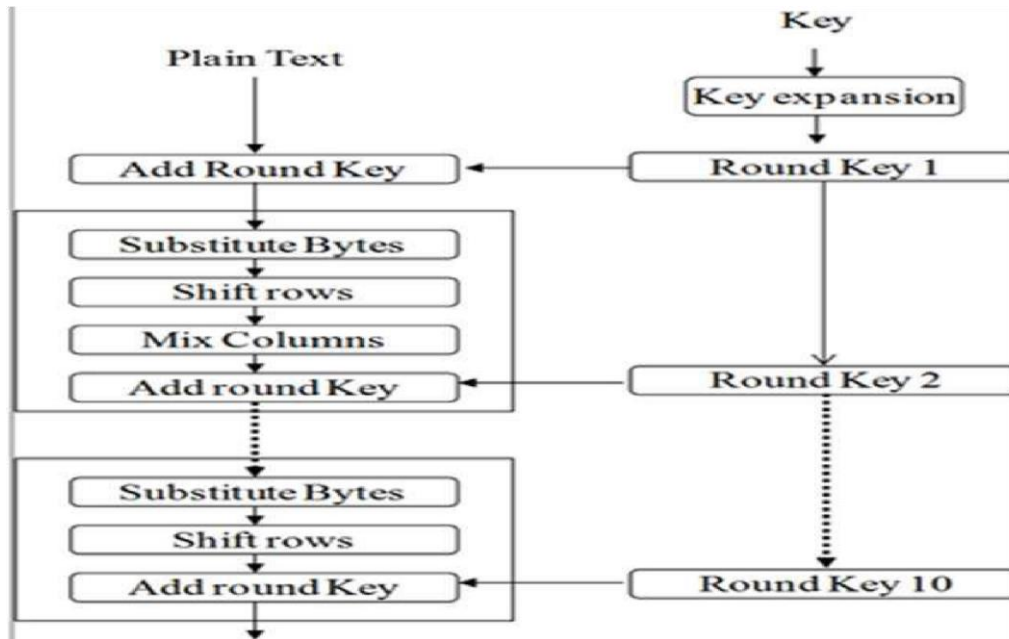 Key
Plain Text
Key expansion
Add Round Key
Round Key 1
Substitute Bytes
Shift rows
Mix Columns
Add round Key
Round Key 2
Substitute Bytes
Shift rows
Add round Key
Round Key 10